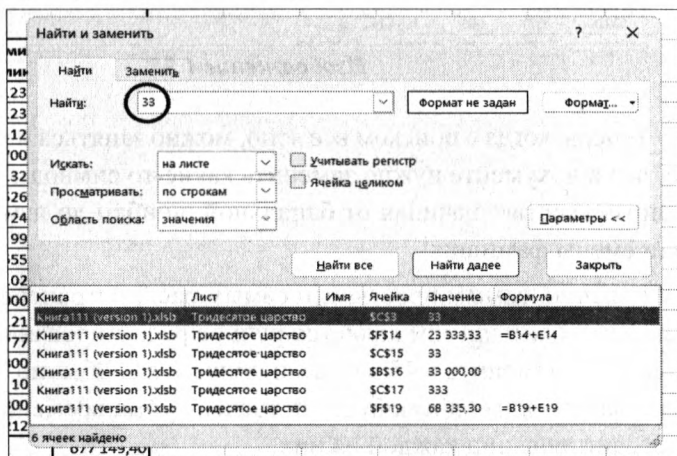 Найти и заменить ? ×
Найти Заменить
Найти: 33 Формат не задан Формат...
Искать: на листе Учитывать регистр
Просматривать: по строкам Ячейка целиком
Область поиска: значения Параметры <<
Найти все Найти далее Закрыть
Книга Лист Имя Ячейка Значение Формула
Книга111 (version 1).xlsb Тридесятое царство $C$3 33
Книга111 (version 1).xlsb Тридесятое царство $F$14 23 333,33 =B14+E14
Книга111 (version 1).xlsb Тридесятое царство $C$15 33
Книга111 (version 1).xlsb Тридесятое царство $B$16 33 000,00
Книга111 (version 1).xlsb Тридесятое царство $C$17 333
Книга111 (version 1).xlsb Тридесятое царство $F$19 68 335,30 =B19+E19
6 ячеек найдено
677 149,40